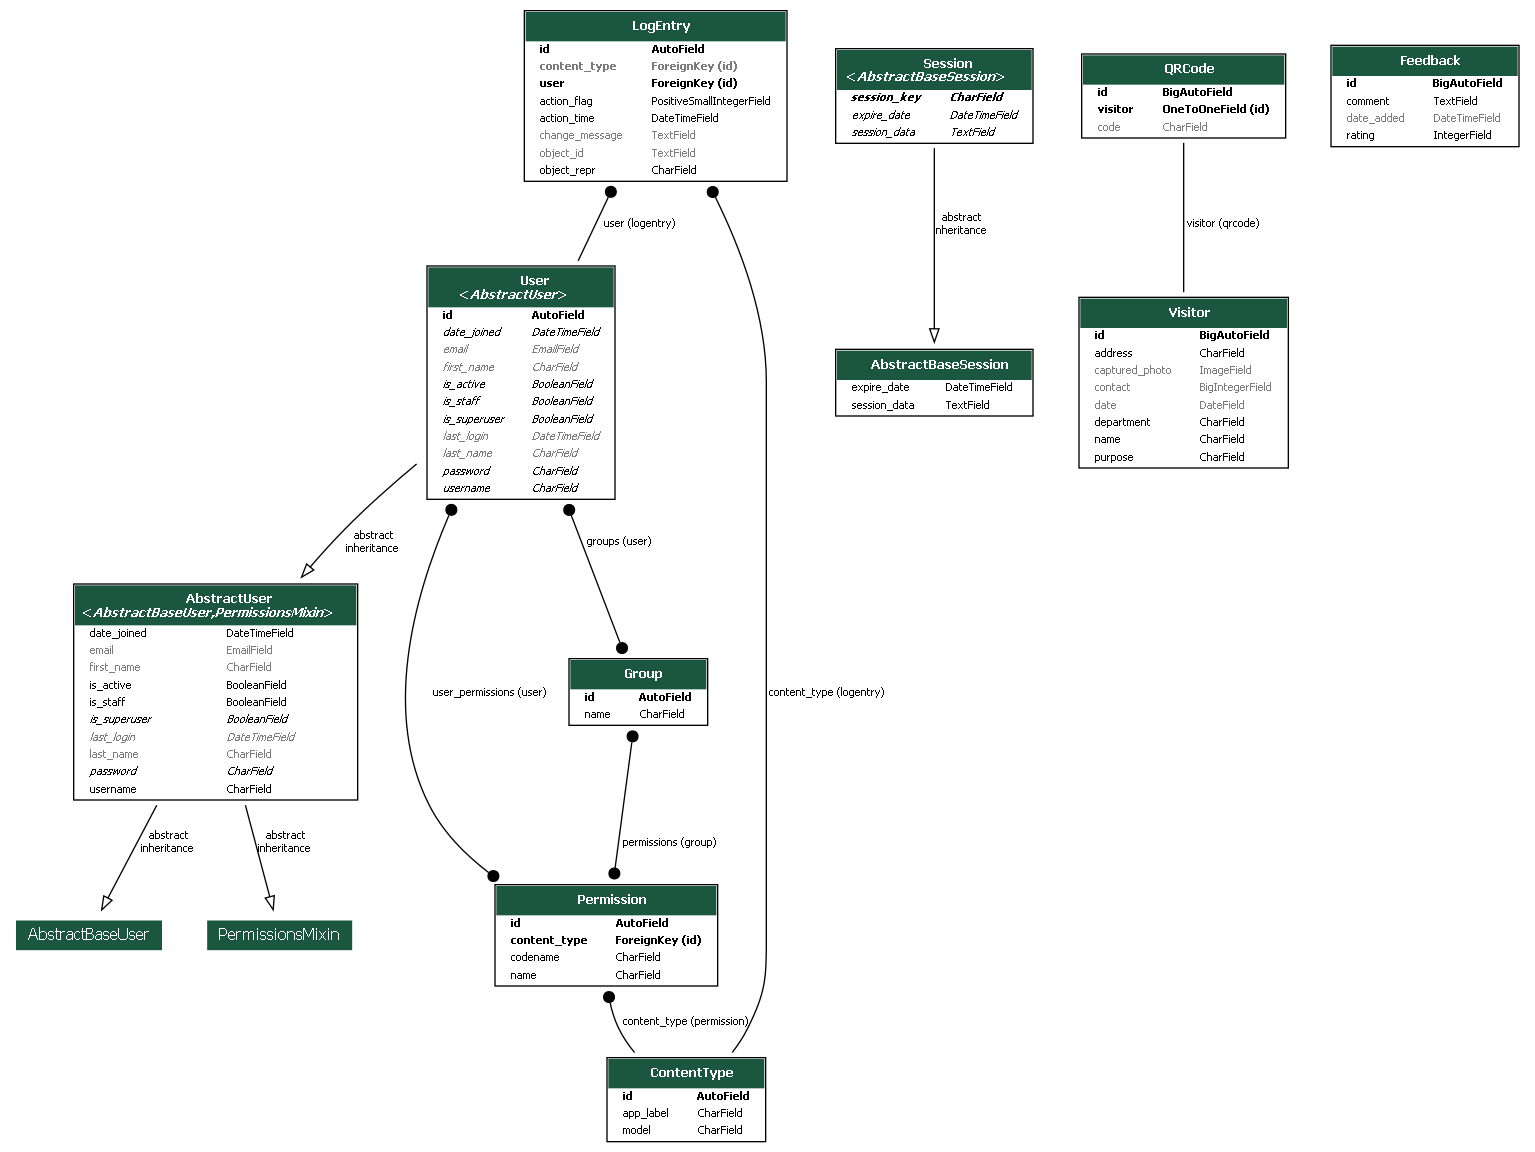 LogEntry
id AutoField
content_type ForeignKey (id)
user ForeignKey (id)
action_flag PositiveSmallIntegerField
action_time DateTimeField
change_message TextField
object_id TextField
object_repr CharField
Session
<AbstractBaseSession>
session_key CharField
expire_date DateTimeField
session_data TextField
QRCode
id BigAutoField
visitor OneToOneField (id)
code CharField
Feedback
id BigAutoField
comment TextField
date_added DateTimeField
rating IntegerField
user (logentry)
abstract
nheritance
visitor (qrcode)
User
<AbstractUser>
id AutoField
date_joined DateTimeField
email EmailField
first_name CharField
is_active BooleanField
is_staff BooleanField
is_superuser BooleanField
last_login DateTimeField
last_name CharField
password CharField
username CharField
AbstractBaseSession
expire_date DateTimeField
session_data TextField
Visitor
id BigAutoField
address CharField
captured_photo ImageField
contact BigIntegerField
date DateField
department CharField
name CharField
purpose CharField
abstract
inheritance
groups (user)
AbstractUser
<AbstractBaseUser,PermissionsMixin>
date_joined DateTimeField
email EmailField
first_name CharField
is_active BooleanField
is_staff BooleanField
is_superuser BooleanField
last_login DateTimeField
last_name CharField
password CharField
username CharField
user_permissions (user)
Group
id AutoField
name CharField
content_type (logentry)
abstract
inheritance
abstract
inheritance
permissions (group)
AbstractBaseUser
PermissionsMixin
Permission
id AutoField
content_type ForeignKey (id)
codename CharField
name CharField
content_type (permission)
ContentType
id AutoField
app_label CharField
model CharField